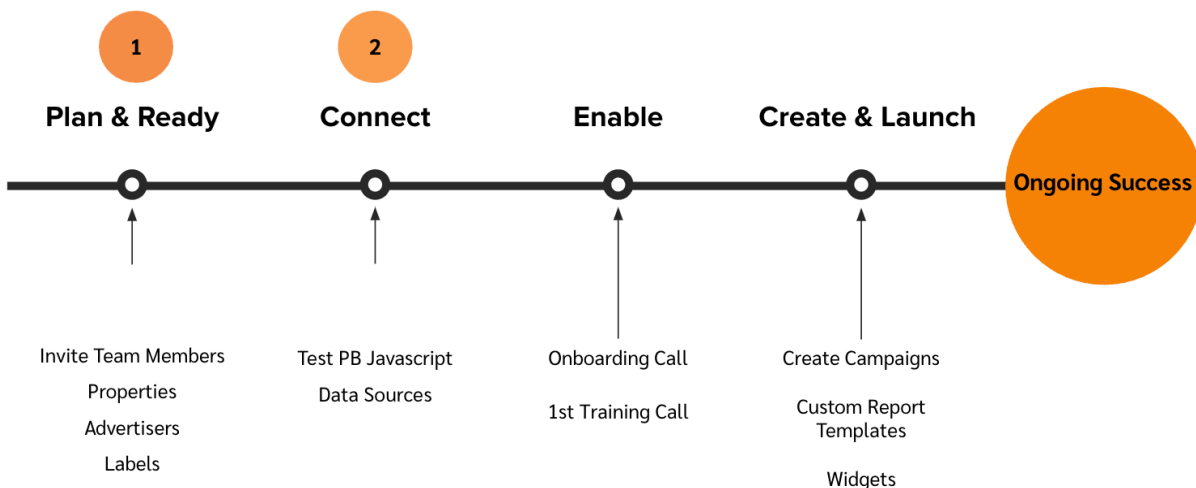 1
2
Plan & Ready
Connect
Enable
Create & Launch
Ongoing Success
Invite Team Members
Properties
Advertisers
Labels
Test PB Javascript
Data Sources
Onboarding Call
1st Training Call
Create Campaigns
Custom Report
Templates
Widgets